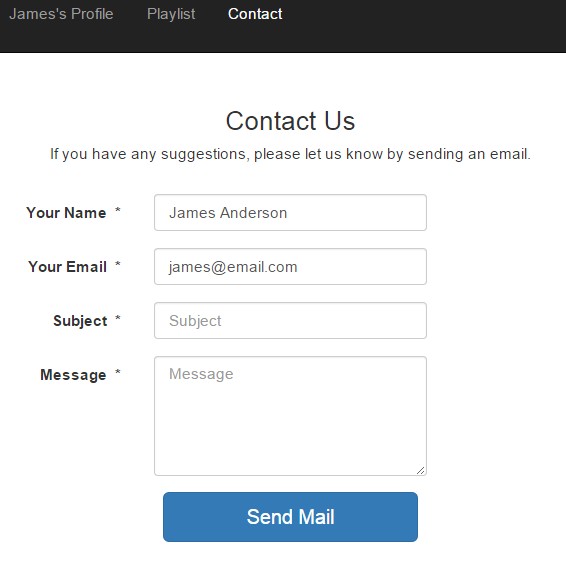 James's Profile Playlist Contact
Contact Us
If you have any suggestions, please let us know by sending an email.
Your Name * James Anderson
Your Email * james@email.com
Subject * Subject
Message * Message
Send Mail